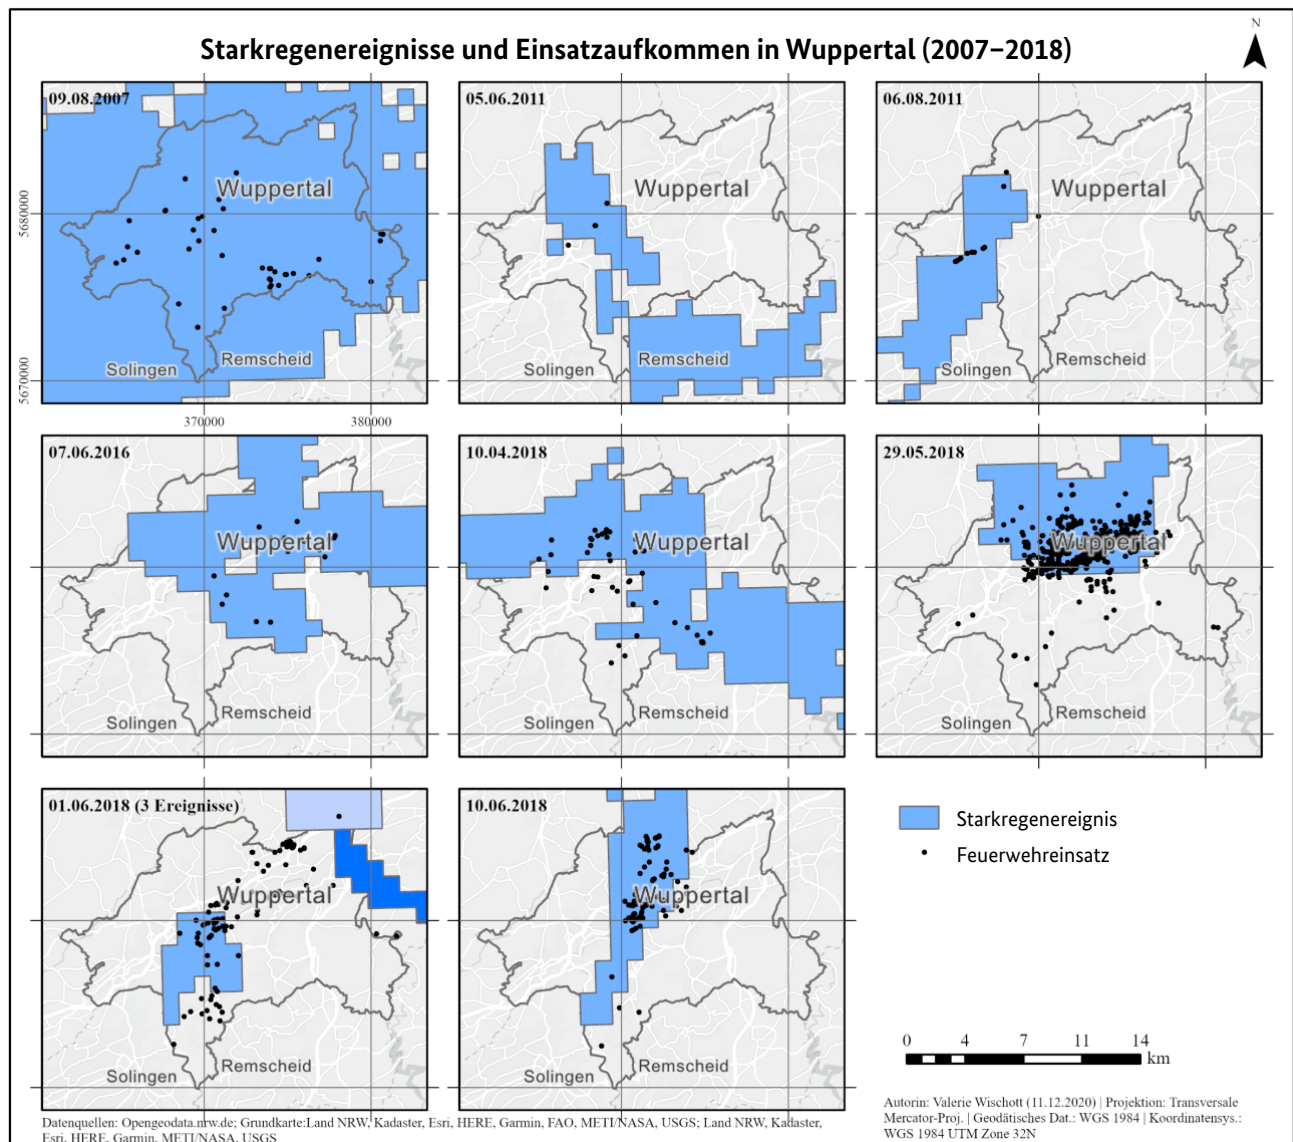 Starkregenereignisse und Einsatzaufkommen in Wuppertal (2007–2018)
N
09.08.2007
Wuppertal
Solingen
Remscheid
5680000
5670000
370000
380000
05.06.2011
Wuppertal
Solingen
Remscheid
06.08.2011
Wuppertal
Solingen
Remscheid
07.06.2016
Wuppertal
Solingen
Remscheid
10.04.2018
Wuppertal
Solingen
Remscheid
29.05.2018
Wuppertal
Solingen
Remscheid
01.06.2018 (3 Ereignisse)
Wuppertal
Solingen
Remscheid
10.06.2018
Wuppertal
Solingen
Remscheid
Starkregenereignis
Feuerwehreinsatz
0 4 7 11 14
km
Autorin: Valerie Wischott (11.12.2020) | Projektion: Transversale
Mercator-Proj. | Geodätisches Dat.: WGS 1984 | Koordinatensys.:
WGS 1984 UTM Zone 32N
Datenquellen: Opengeodata.nrw.de; Grundkarte:Land NRW, Kadaster, Esri, HERE, Garmin, FAO, METI/NASA, USGS; Land NRW, Kadaster,
Esri, HERE, Garmin, METI/NASA, USGS